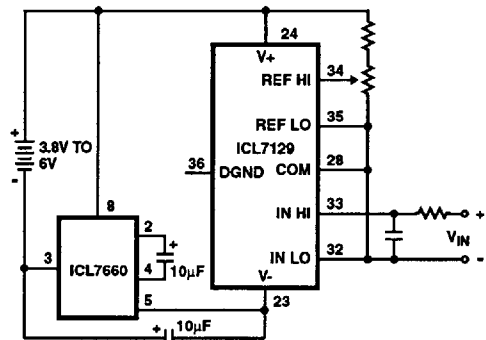 24
V+
REF HI
34
REF LO
35
ICL7129
36
DGND
COM
28
IN HI
33
IN LO
32
V-
23
+
3.8V TO
6V
-
8
3
ICL7660
2
4
5
+
10μF
+
10μF
+
VIN
-